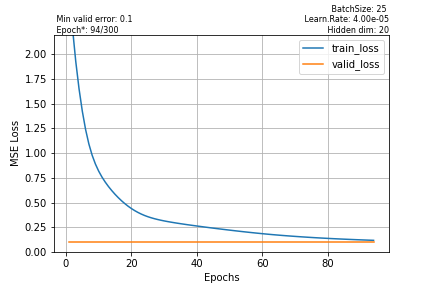 BatchSize: 25
Min valid error: 0.1
Learn.Rate: 4.00e-05
Epoch*: 94/300
Hidden dim: 20
train_loss
valid_loss
2.00
1.75
1.50
1.25
1.00
0.75
0.50
0.25
0.00
MSE Loss
0 20 40 60 80
Epochs